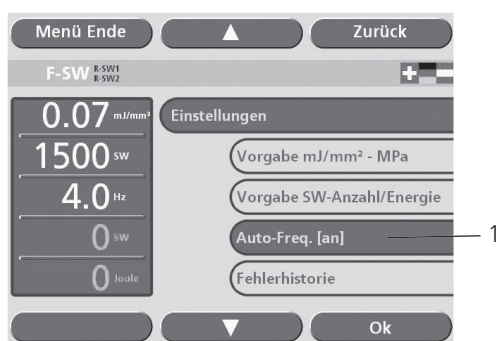 Menü Ende
Zurück
F-SW R-SW1
R-SW2
0.07 mJ/mm²
1500 SW
4.0 Hz
0 SW
0 Joule
Einstellungen
Vorgabe mJ/mm² - MPa
Vorgabe SW-Anzahl/Energie
Auto-Freq. [an]
1
Fehlerhistorie
Ok